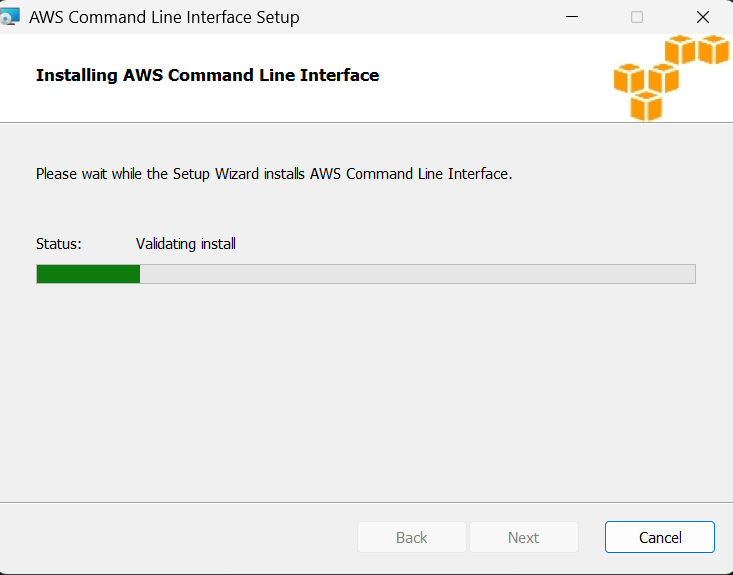 AWS Command Line Interface Setup
Installing AWS Command Line Interface
Please wait while the Setup Wizard installs AWS Command Line Interface.
Status: Validating install
Back Next Cancel